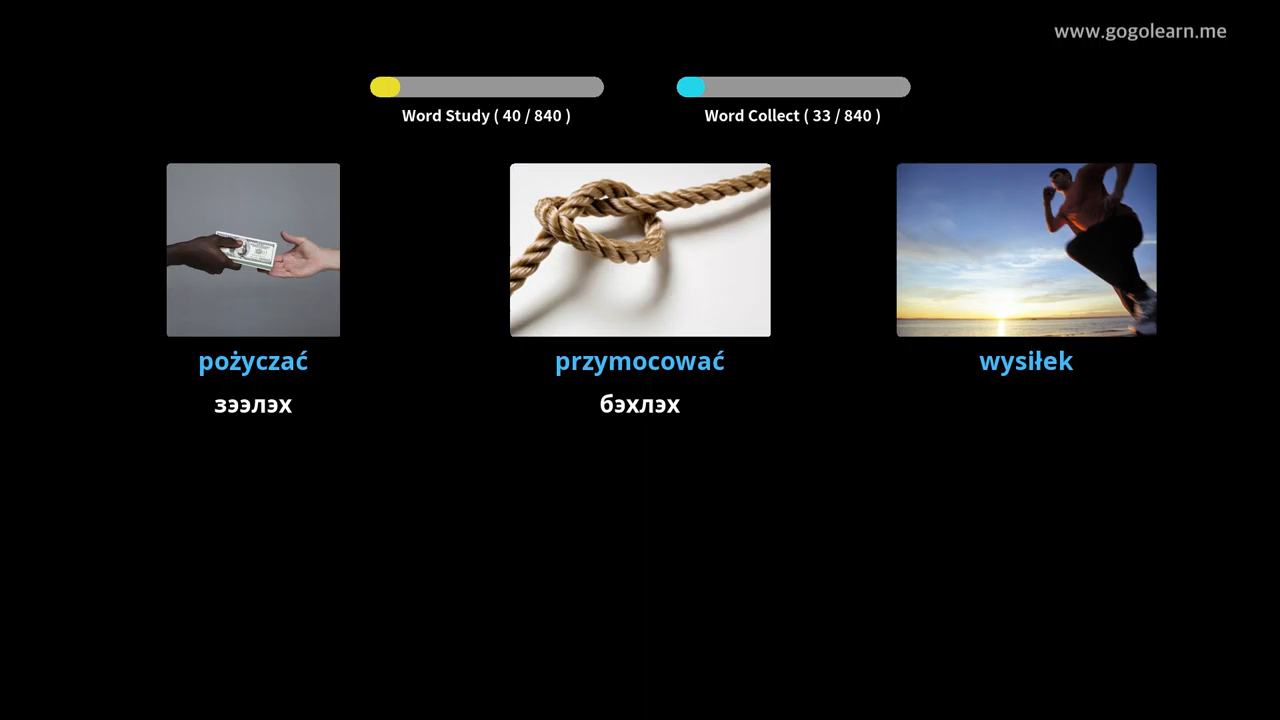 www.gogolearn.me
Word Study ( 40 / 840 )
Word Collect ( 33 / 840 )
pożyczać
зээлэх
przymocować
бэхлэх
wysiłek